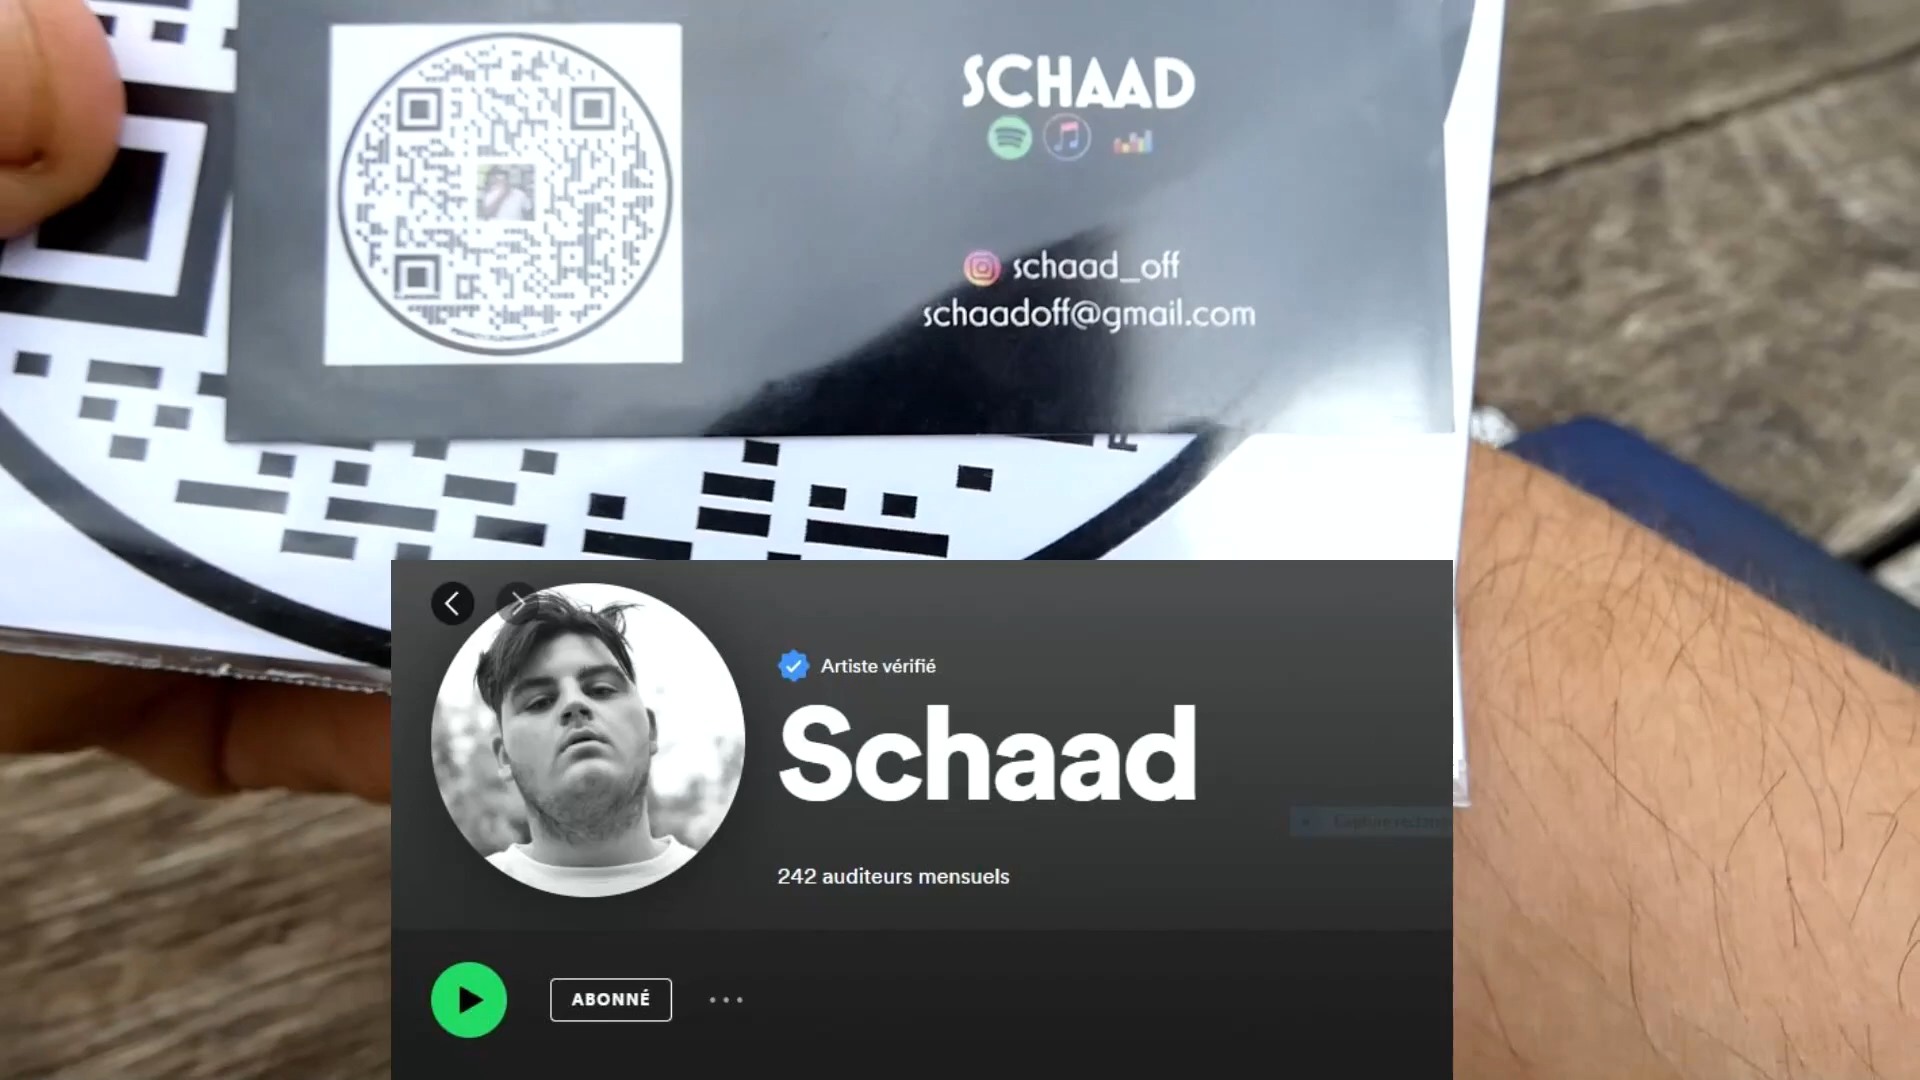 SCHAAD
schaad_off
schaadoff@gmail.com
Artiste vérifié
Schaad
242 auditeurs mensuels
ABONNÉ